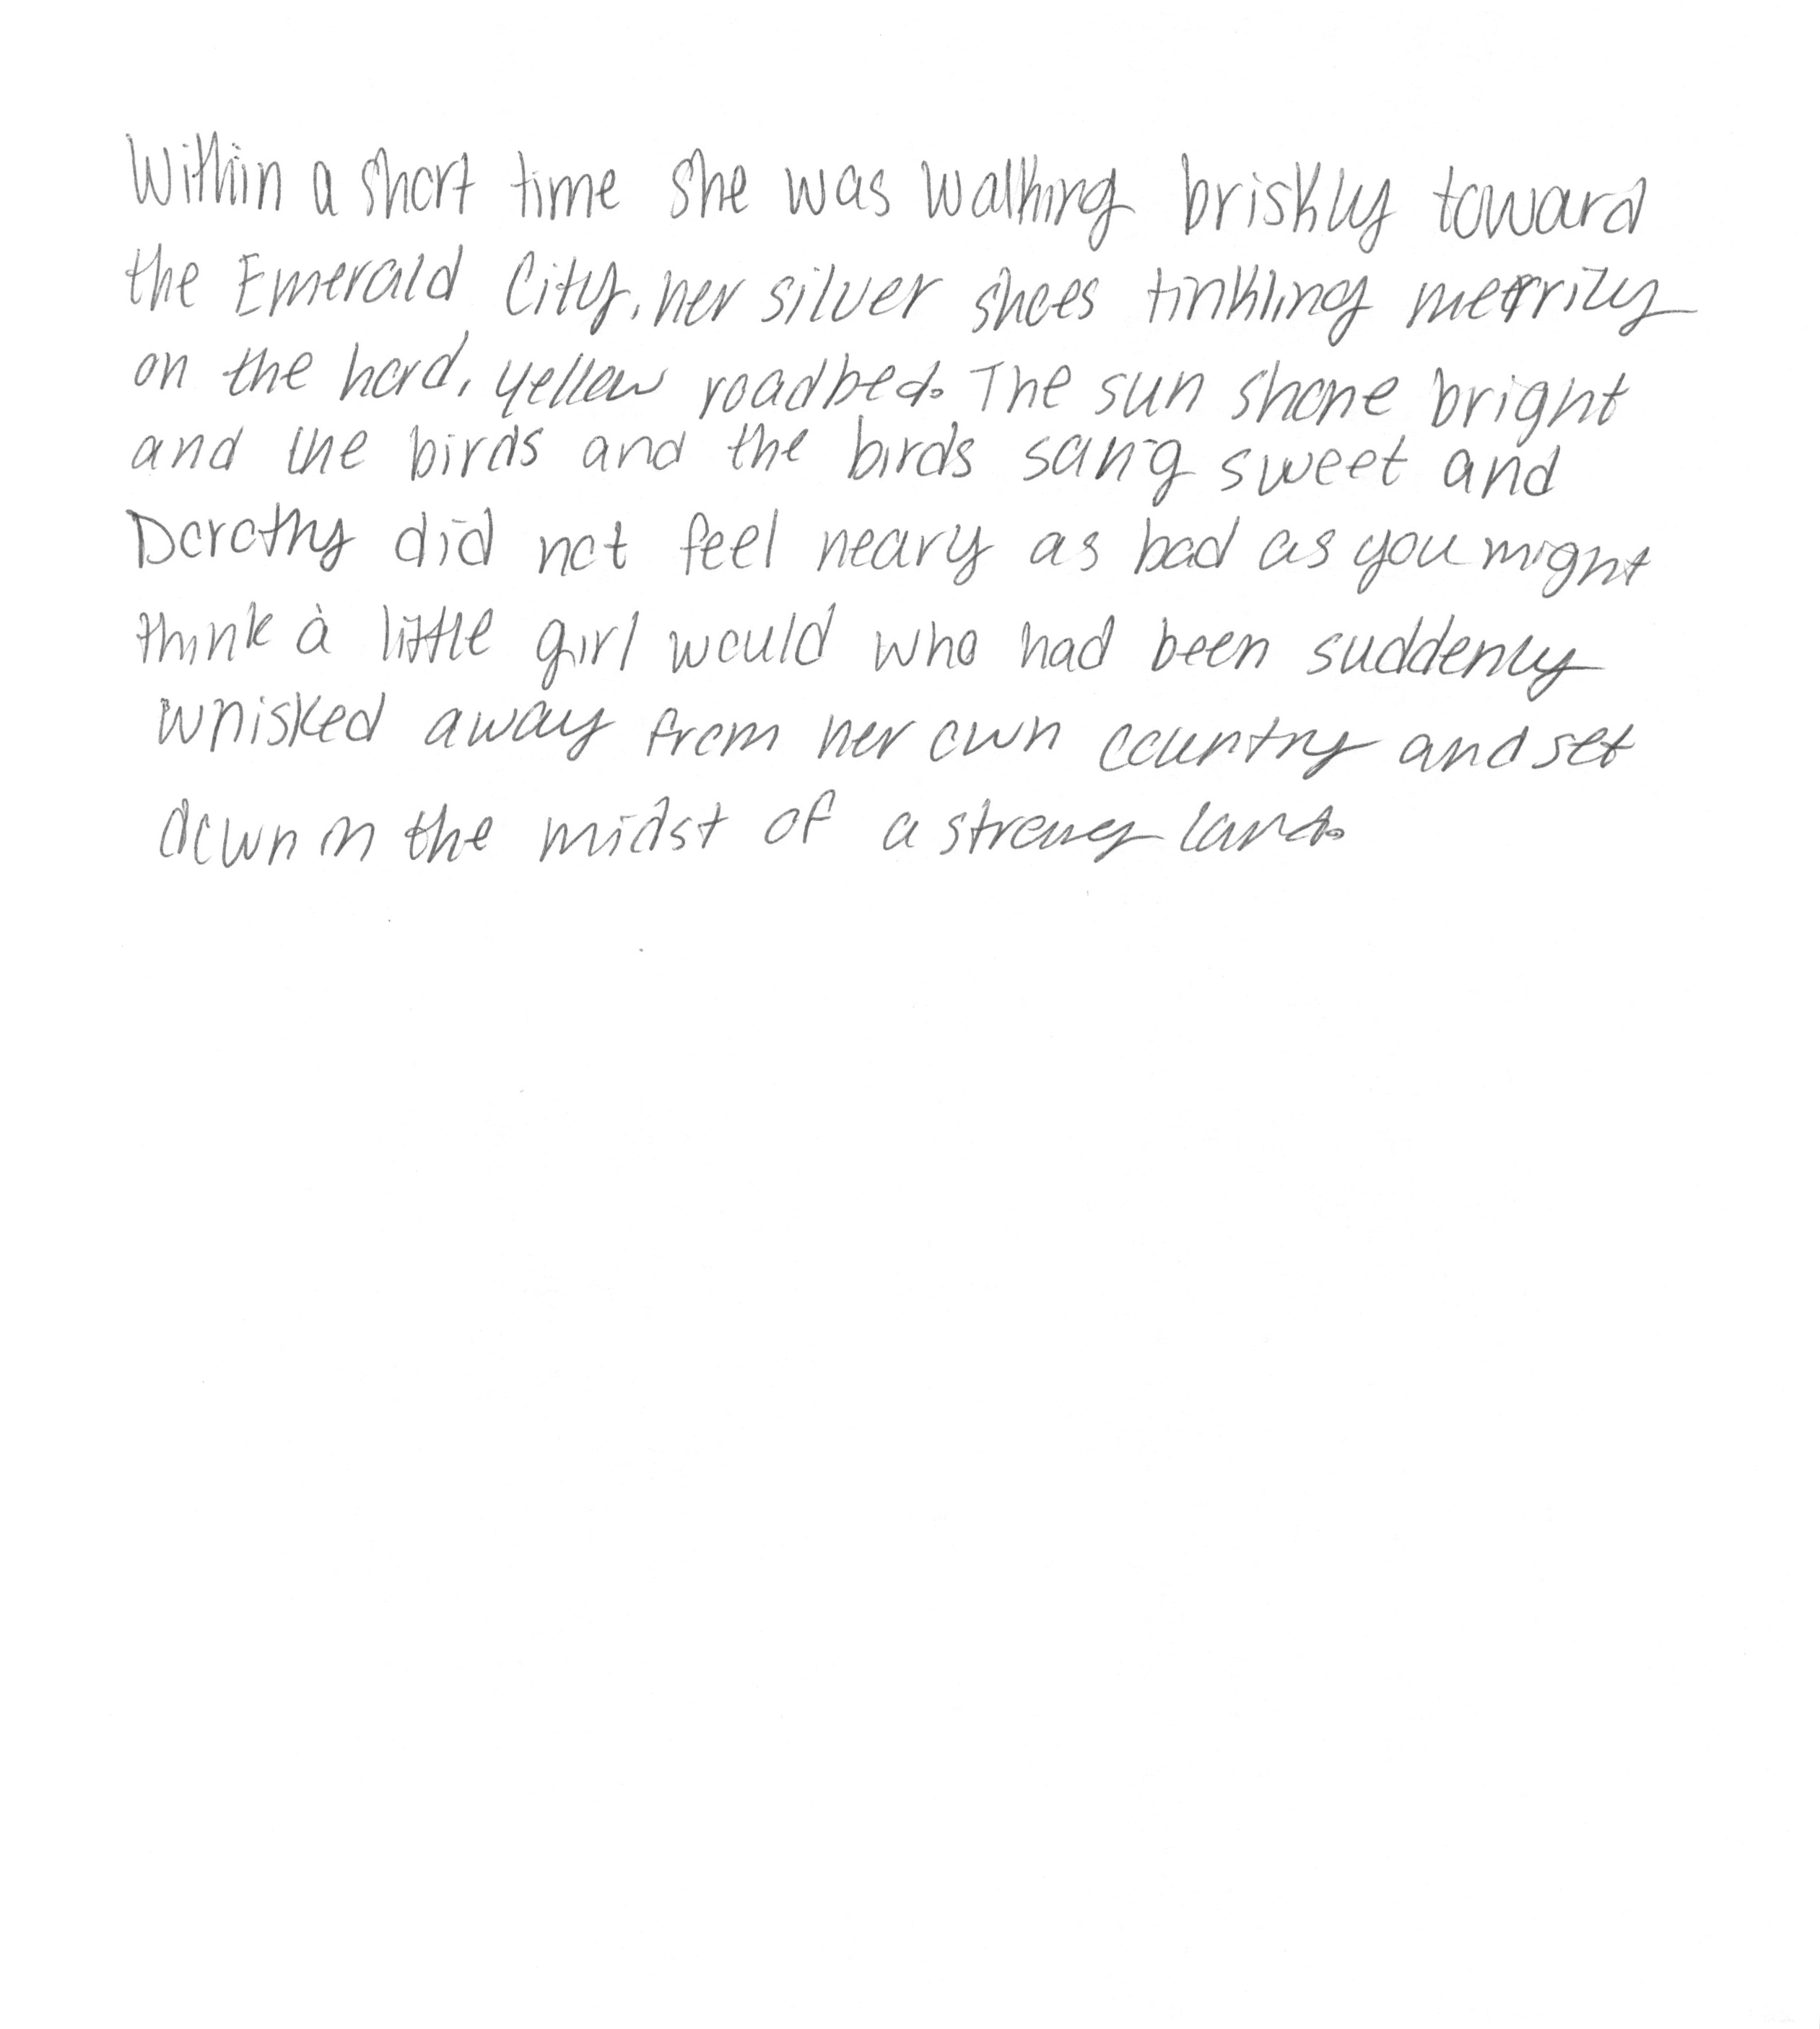 Within a short time she was walking briskly toward
the Emerald City, her silver shoes tinkling merrily
on the hard, yellow roadbed. The sun shone bright
and the birds and the birds sang sweet and
Dorothy did not feel neary as bad as you might
think a little girl would who had been suddenly
whisked away from her own country and set
down in the midst of a land.